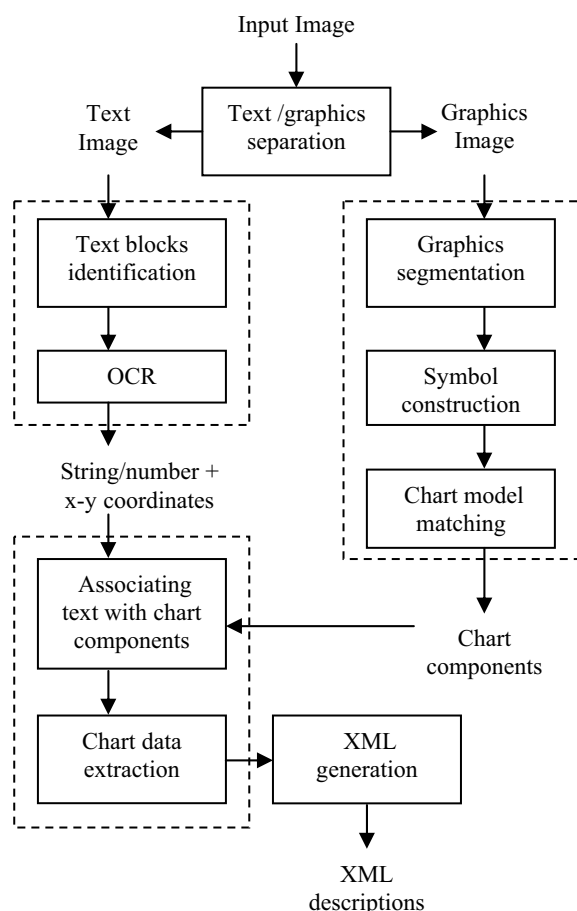 Input Image
Text
Image
Text /graphics
separation
Graphics
Image
Text blocks
identification
OCR
String/number +
x-y coordinates
Graphics
segmentation
Symbol
construction
Chart model
matching
Chart
components
Associating
text with chart
components
Chart data
extraction
XML
generation
XML
descriptions